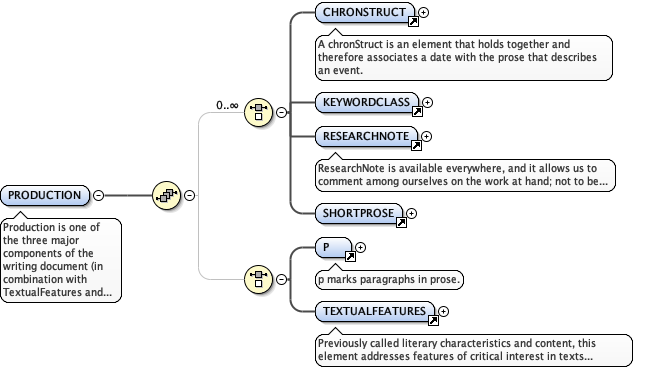 CHRONSTRUCT
A chronStruct is an element that holds together and
therefore associates a date with the prose that describes
an event.
0..∞
KEYWORDCLASS
RESEARCHNOTE
ResearchNote is available everywhere, and it allows us to
comment among ourselves on the work at hand; not to be...
PRODUCTION
Production is one of
the three major
components of the
writing document (in
combination with
TextualFeatures and...
SHORTPROSE
P
p marks paragraphs in prose.
TEXTUALFEATURES
Previously called literary characteristics and content, this
element addresses features of critical interest in texts...